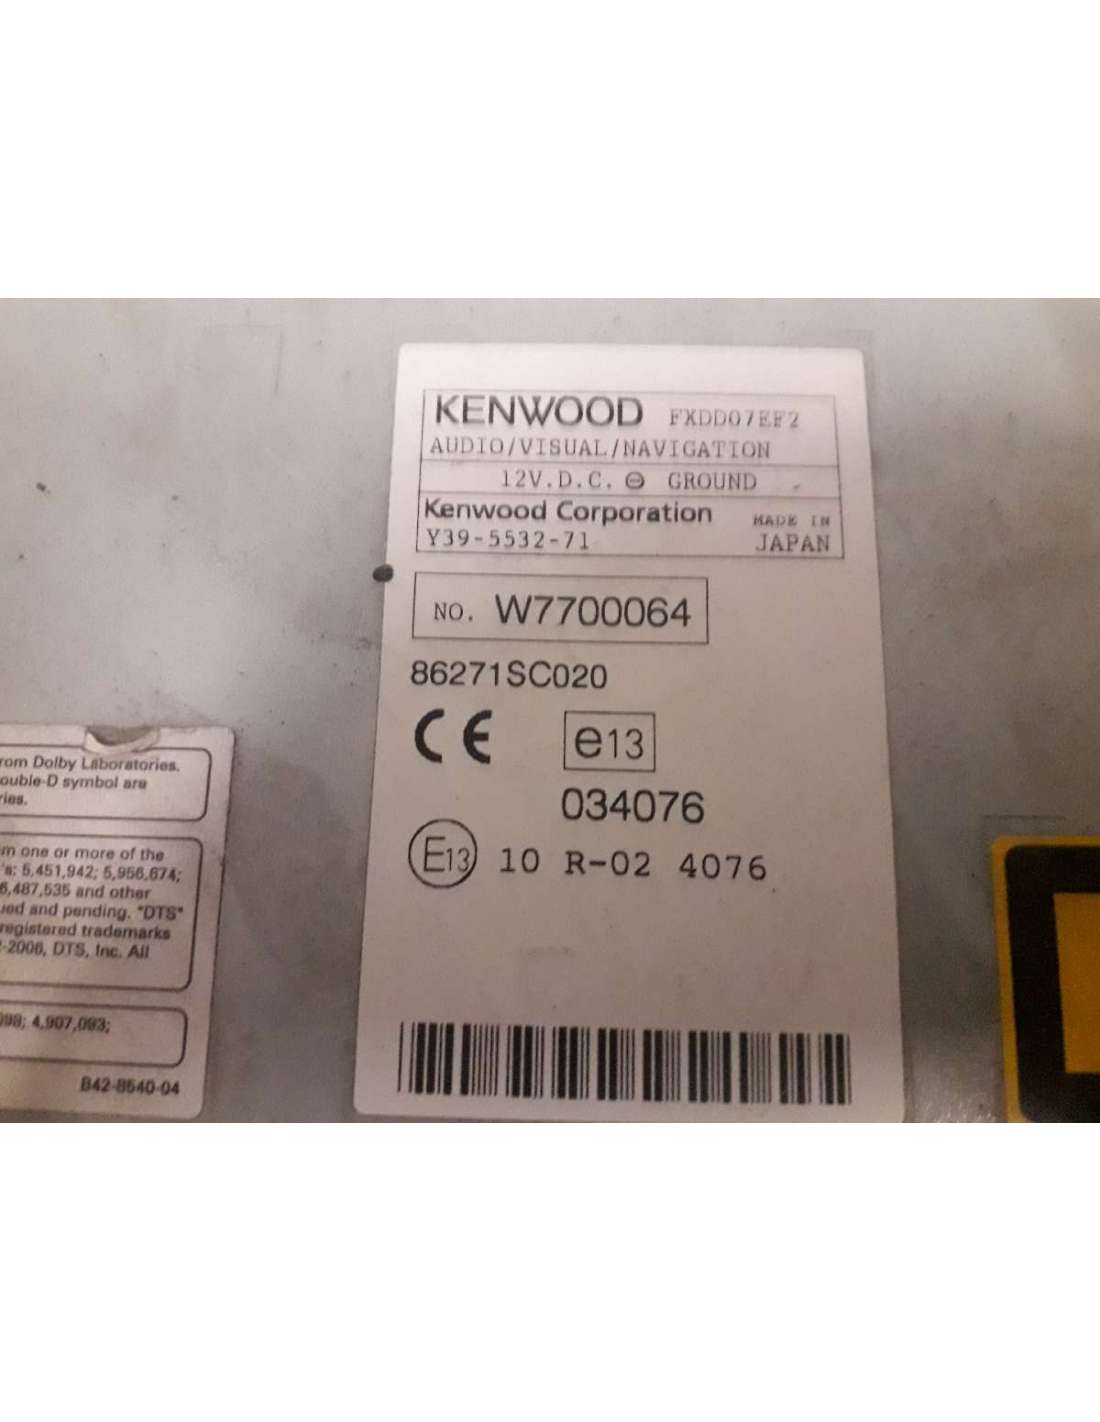 KENWOOD FXDD07EF2
AUDIO/VISUAL/NAVIGATION
12V.D.C. ⊖ GROUND
Kenwood Corporation MADE IN
Y39-5532-71 JAPAN
NO. W7700064
86271SC020
CE e13
034076
E13 10 R-02 4076
rom Dolby Laboratories.
ouble-D symbol are
ries.
m one or more of the
's: 5,451,942; 5,956,674;
6,487,535 and other
ued and pending. "DTS"
registered trademarks
-2006, DTS, Inc. All
098; 4,907,093;
B42-8540-04